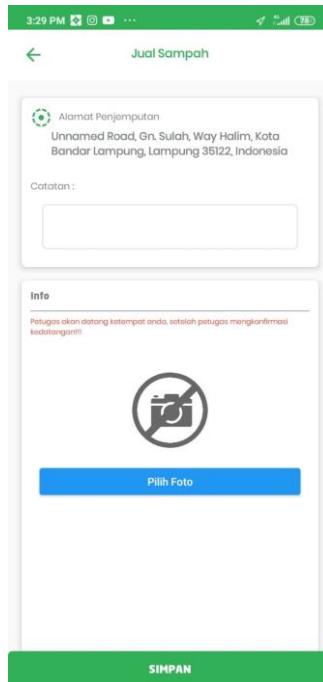 3:29 PM ...
78
Jual Sampah
Alamat Penjemputan
Unnamed Road, Gn. Sulah, Way Halim, Kota
Bandar Lampung, Lampung 35122, Indonesia
Catatan :
Info
Petugas akan datang ketempat anda, setelah petugas mengkonfirmasi
kedatangan!!!
Pilih Foto
SIMPAN